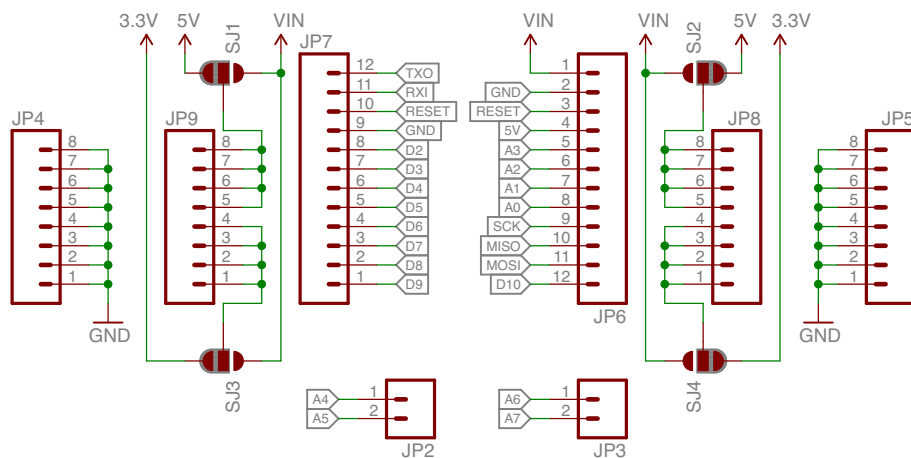 3.3V 5V SJ1 VIN VIN VIN SJ2 5V 3.3V
JP7
12 TXO 1
11 RXI GND 2
10 RESET RESET 3
JP4 JP9 9 GND 5V 4 JP8 JP5
8 8 8 D2 A3 5 8 8
7 7 7 D3 A2 6 7 7
6 6 6 D4 A1 7 6 6
5 5 5 D5 A0 8 5 5
4 4 4 D6 SCK 9 4 4
3 3 3 D7 MISO 10 3 3
2 2 2 D8 MOSI 11 2 2
1 1 1 D9 D10 12 1 1
JP6
GND GND
SJ3 SJ4
A4 1 A6 1
A5 2 A7 2
JP2 JP3